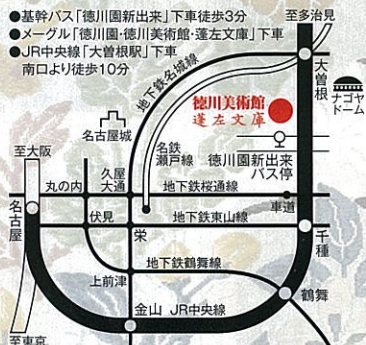 ●基幹バス「徳川園新出来」下車徒歩3分
●メーグル「徳川園・徳川美術館・蓬左文庫」下車
●JR中央線「大曽根駅」下車
南口より徒歩10分
至多治見
地下鉄名城線
大曽根
ナゴヤ
ドーム
徳川美術館
蓬左文庫
名古屋城
名鉄
瀬戸線
徳川園新出来
バス停
至大阪
丸の内
久屋
大通
地下鉄桜通線
車道
名古屋
伏見
栄
地下鉄東山線
千種
地下鉄鶴舞線
上前津
鶴舞
金山
JR中央線
至東京